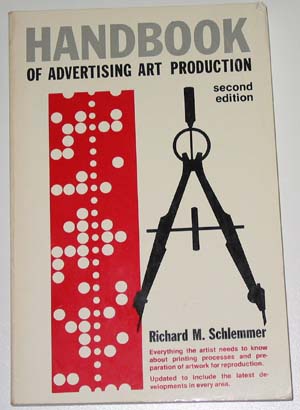 HANDBOOK
OF ADVERTISING ART PRODUCTION
second
edition
Richard M. Schlemmer
Everything the artist needs to know
about printing processes and pre-
paration of artwork for reproduction.
Updated to include the latest de-
velopments in every area.